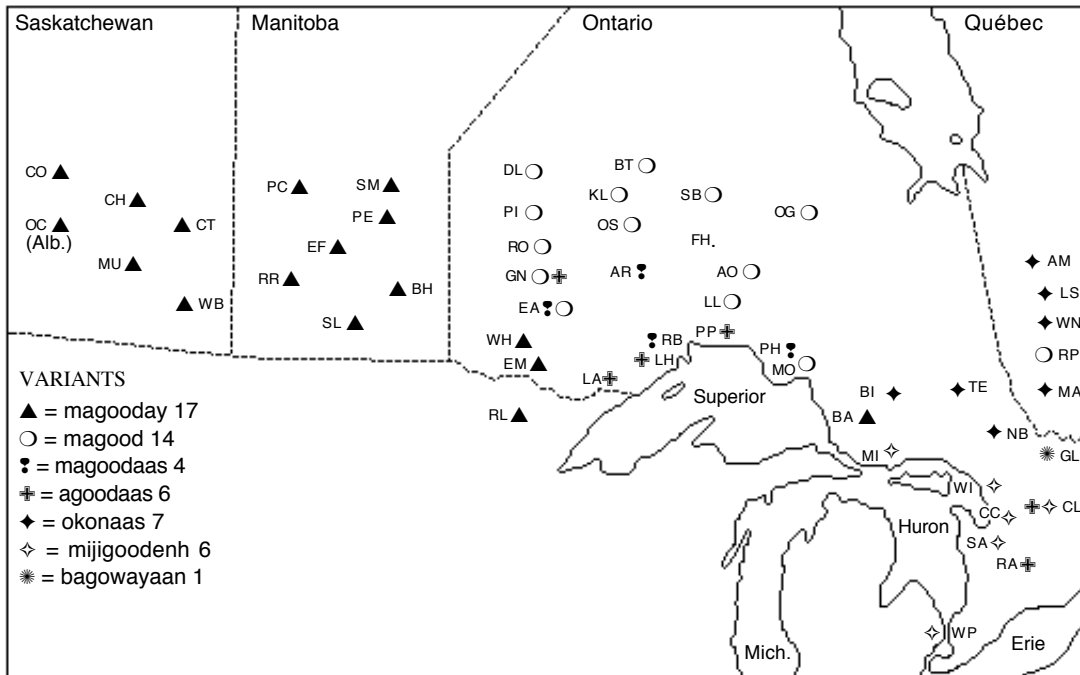 Saskatchewan
Manitoba
Ontario
Québec
CO
CH
OC
(Alb.)
CT
MU
WB
PC
SM
PE
EF
RR
BH
SL
DL
BT
KL
SB
PI
OS
OG
RO
FH.
GN
AR
AO
EA
LL
WH
RB
PP
EM
LH
PH
MO
LA
RL
AM
LS
WN
RP
MA
BI
TE
BA
NB
GL
MI
WI
CC
CL
SA
RA
WP
Superior
Huron
Mich.
Erie
VARIANTS
▲ = magooday 17
❍ = magood 14
❢ = magoodaas 4
✙ = agoodaas 6
✦ = okonaas 7
✧ = mijigoodenh 6
✺ = bagowayaan 1